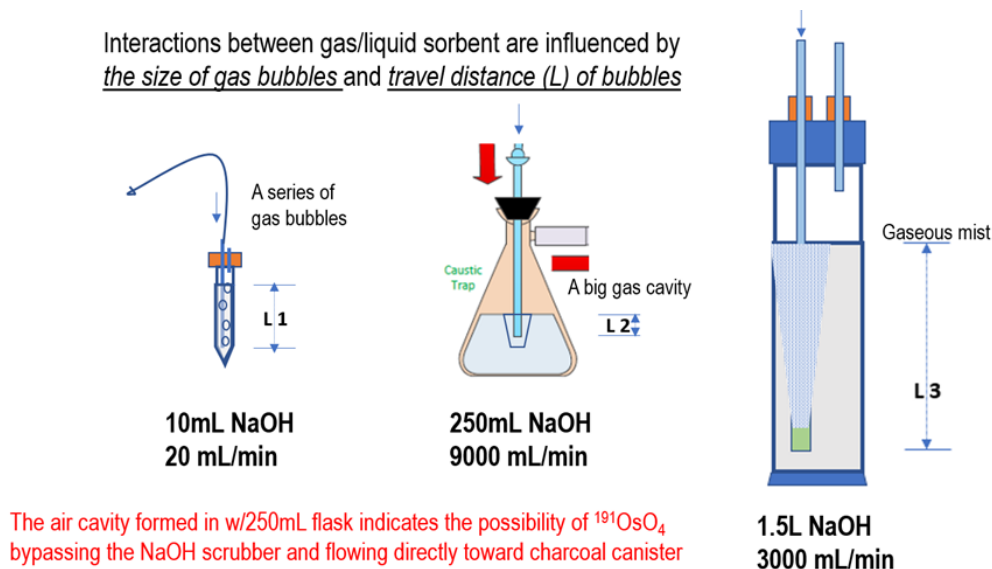 Interactions between gas/liquid sorbent are influenced by
the size of gas bubbles and travel distance (L) of bubbles
A series of
gas bubbles
L 1
10mL NaOH
20 mL/min
Caustic
Trap
A big gas cavity
L 2
250mL NaOH
9000 mL/min
Gaseous mist
L 3
1.5L NaOH
3000 mL/min
The air cavity formed in w/250mL flask indicates the possibility of ¹⁹¹OsO₄
bypassing the NaOH scrubber and flowing directly toward charcoal canister